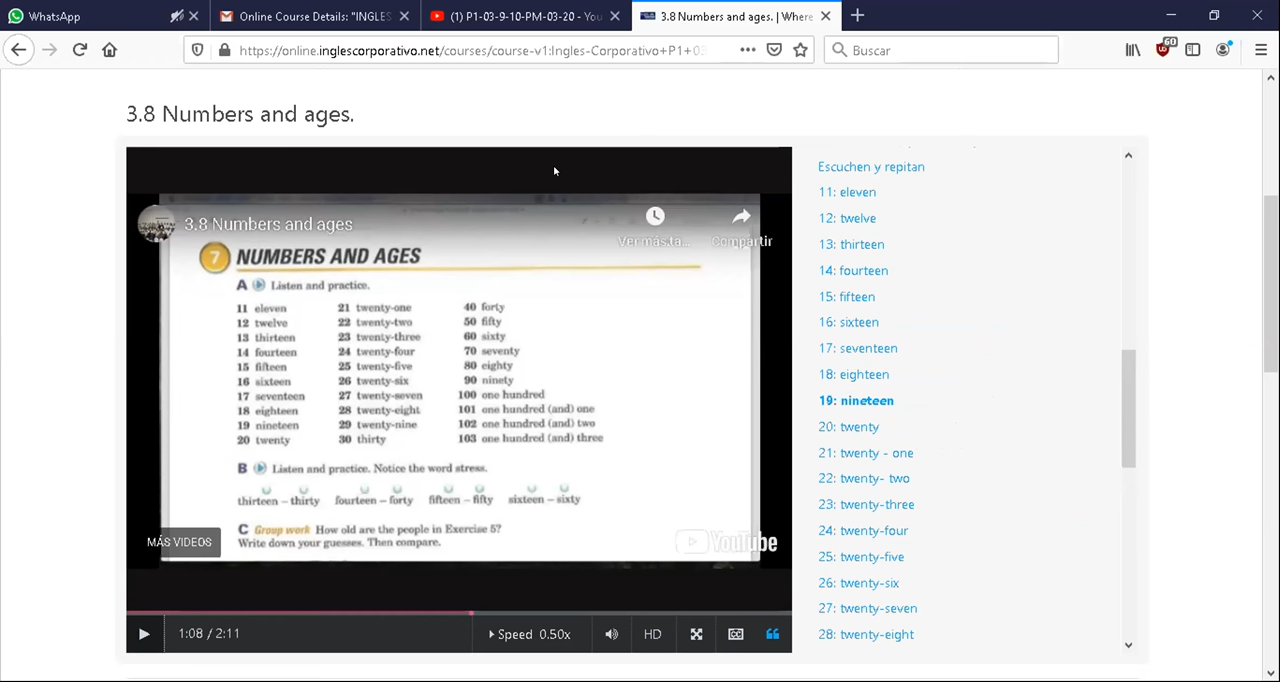 WhatsApp
Online Course Details: "INGLES
(1) P1-03-9-10-PM-03-20 - You
3.8 Numbers and ages. | Where
https://online.inglescorporativo.net/courses/course-v1:Ingles-Corporativo+P1+03
60
Buscar
3.8 Numbers and ages.
3.8 Numbers and ages
Ver más ta...
Compartir
7 NUMBERS AND AGES
A Listen and practice.
11 eleven 21 twenty-one 40 forty
12 twelve 22 twenty-two 50 fifty
13 thirteen 23 twenty-three 60 sixty
14 fourteen 24 twenty-four 70 seventy
15 fifteen 25 twenty-five 80 eighty
16 sixteen 26 twenty-six 90 ninety
17 seventeen 27 twenty-seven 100 one hundred
18 eighteen 28 twenty-eight 101 one hundred (and) one
19 nineteen 29 twenty-nine 102 one hundred (and) two
20 twenty 30 thirty 103 one hundred (and) three
B Listen and practice. Notice the word stress.
thirteen – thirty fourteen – forty fifteen – fifty sixteen – sixty
C Group work How old are the people in Exercise 5?
Write down your guesses. Then compare.
MÁS VIDEOS
YouTube
1:08 / 2:11
Speed 0.50x
HD
Escuchen y repitan
11: eleven
12: twelve
13: thirteen
14: fourteen
15: fifteen
16: sixteen
17: seventeen
18: eighteen
19: nineteen
20: twenty
21: twenty - one
22: twenty- two
23: twenty-three
24: twenty-four
25: twenty-five
26: twenty-six
27: twenty-seven
28: twenty-eight